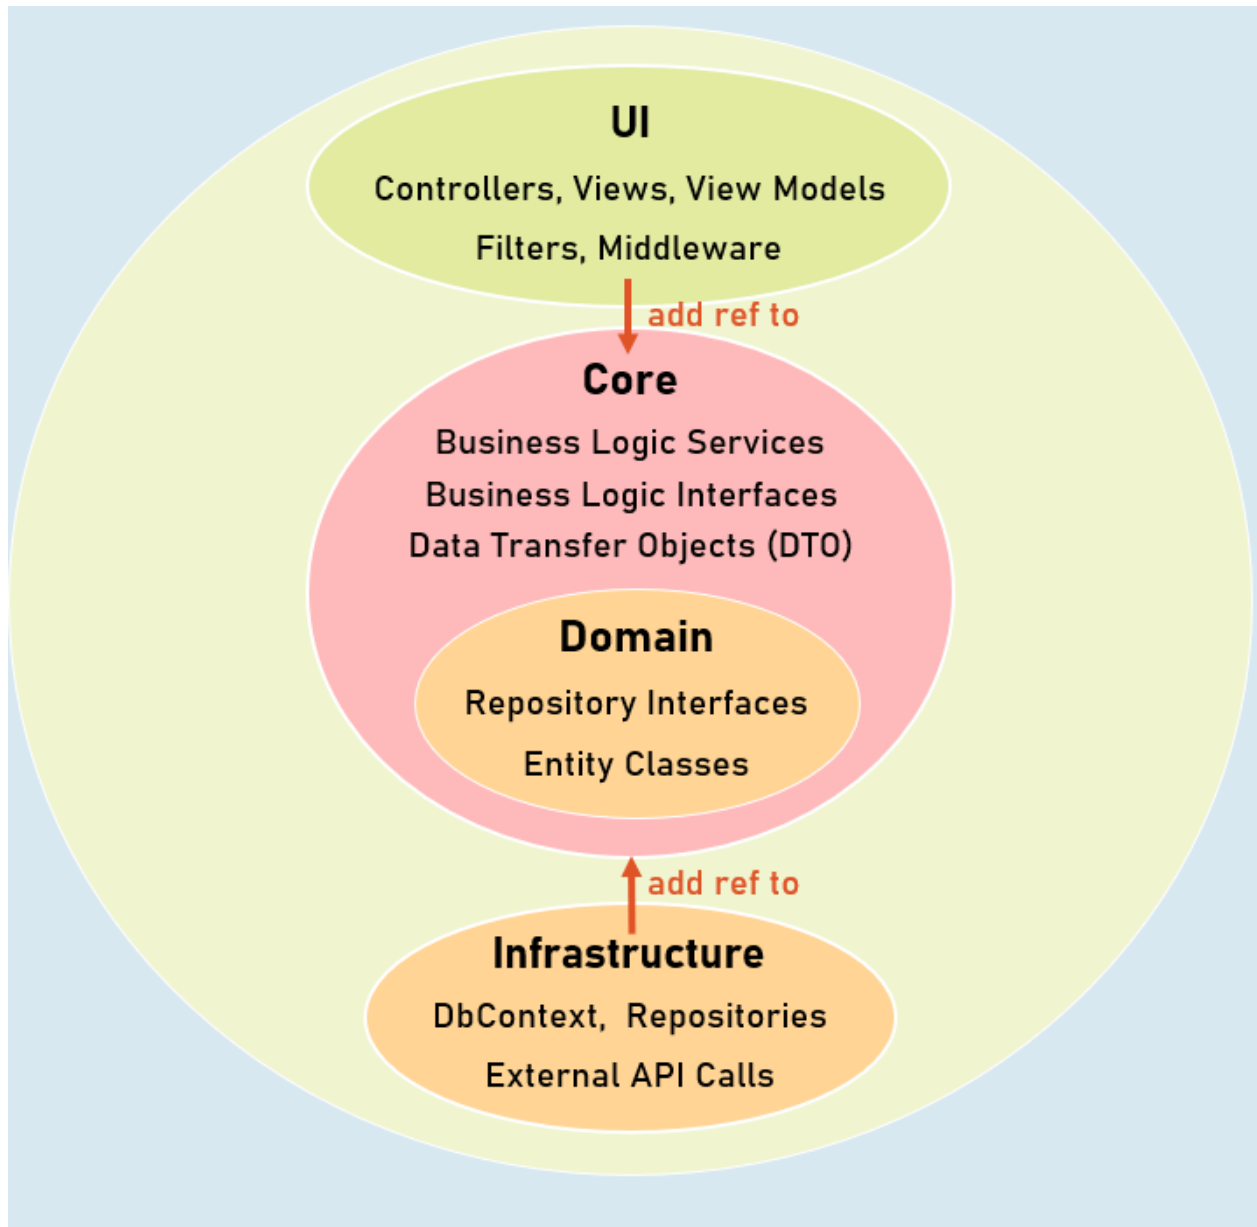 UI
Controllers, Views, View Models
Filters, Middleware
add ref to
Core
Business Logic Services
Business Logic Interfaces
Data Transfer Objects (DTO)
Domain
Repository Interfaces
Entity Classes
add ref to
Infrastructure
DbContext,  Repositories
External API Calls